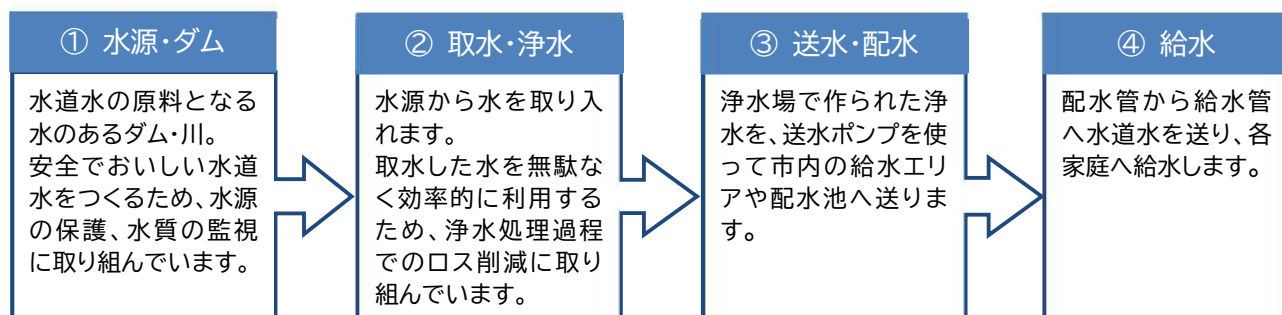 ① 水源・ダム
水道水の原料となる
水のあるダム・川。
安全でおいしい水道
水をつくるため、水源
の保護、水質の監視
に取り組んでいます。
② 取水・浄水
水源から水を取り入
れます。
取水した水を無駄な
く効率的に利用する
ため、浄水処理過程
でのロス削減に取り
組んでいます。
③ 送水・配水
浄水場で作られた浄
水を、送水ポンプを使
って市内の給水エリ
アや配水池へ送りま
す。
④ 給水
配水管から給水管
へ水道水を送り、各
家庭へ給水します。